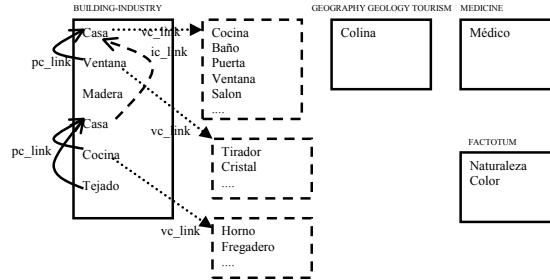 BUILDING-INDUSTRY
Casa
Ventana
Madera
Casa
Cocina
Tejado
pc_link
pc_link
vc_link
ic_link
vc_link
vc_link
Cocina
Baño
Puerta
Ventana
Salon
....
Tirador
Cristal
....
Horno
Fregadero
....
GEOGRAPHY GEOLOGY TOURISM
Colina
MEDICINE
Médico
FACTOTUM
Naturaleza
Color